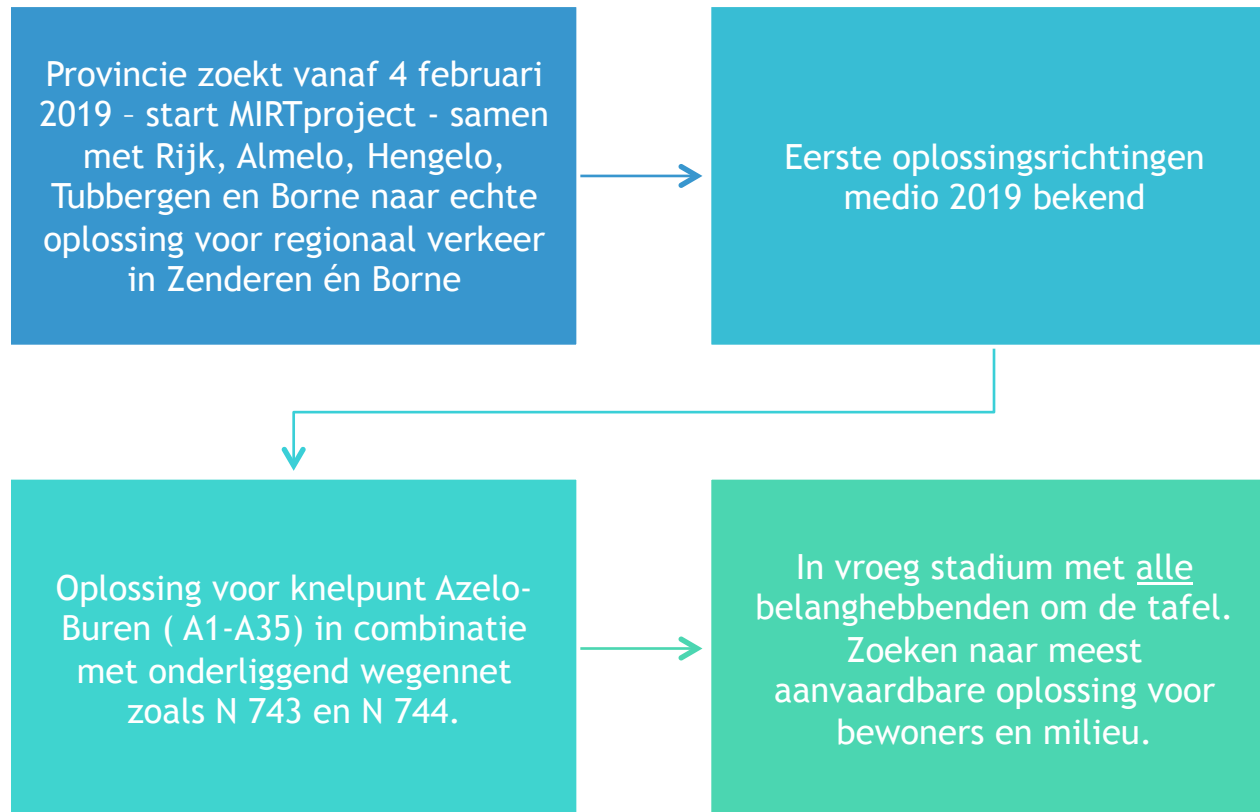 Provincie zoekt vanaf 4 februari
2019 – start MIRTproject - samen
met Rijk, Almelo, Hengelo,
Tubbergen en Borne naar echte
oplossing voor regionaal verkeer
in Zenderen én Borne
Eerste oplossingsrichtingen
medio 2019 bekend
Oplossing voor knelpunt Azelo-
Buren ( A1-A35) in combinatie
met onderliggend wegennet
zoals N 743 en N 744.
In vroeg stadium met alle
belanghebbenden om de tafel.
Zoeken naar meest
aanvaardbare oplossing voor
bewoners en milieu.